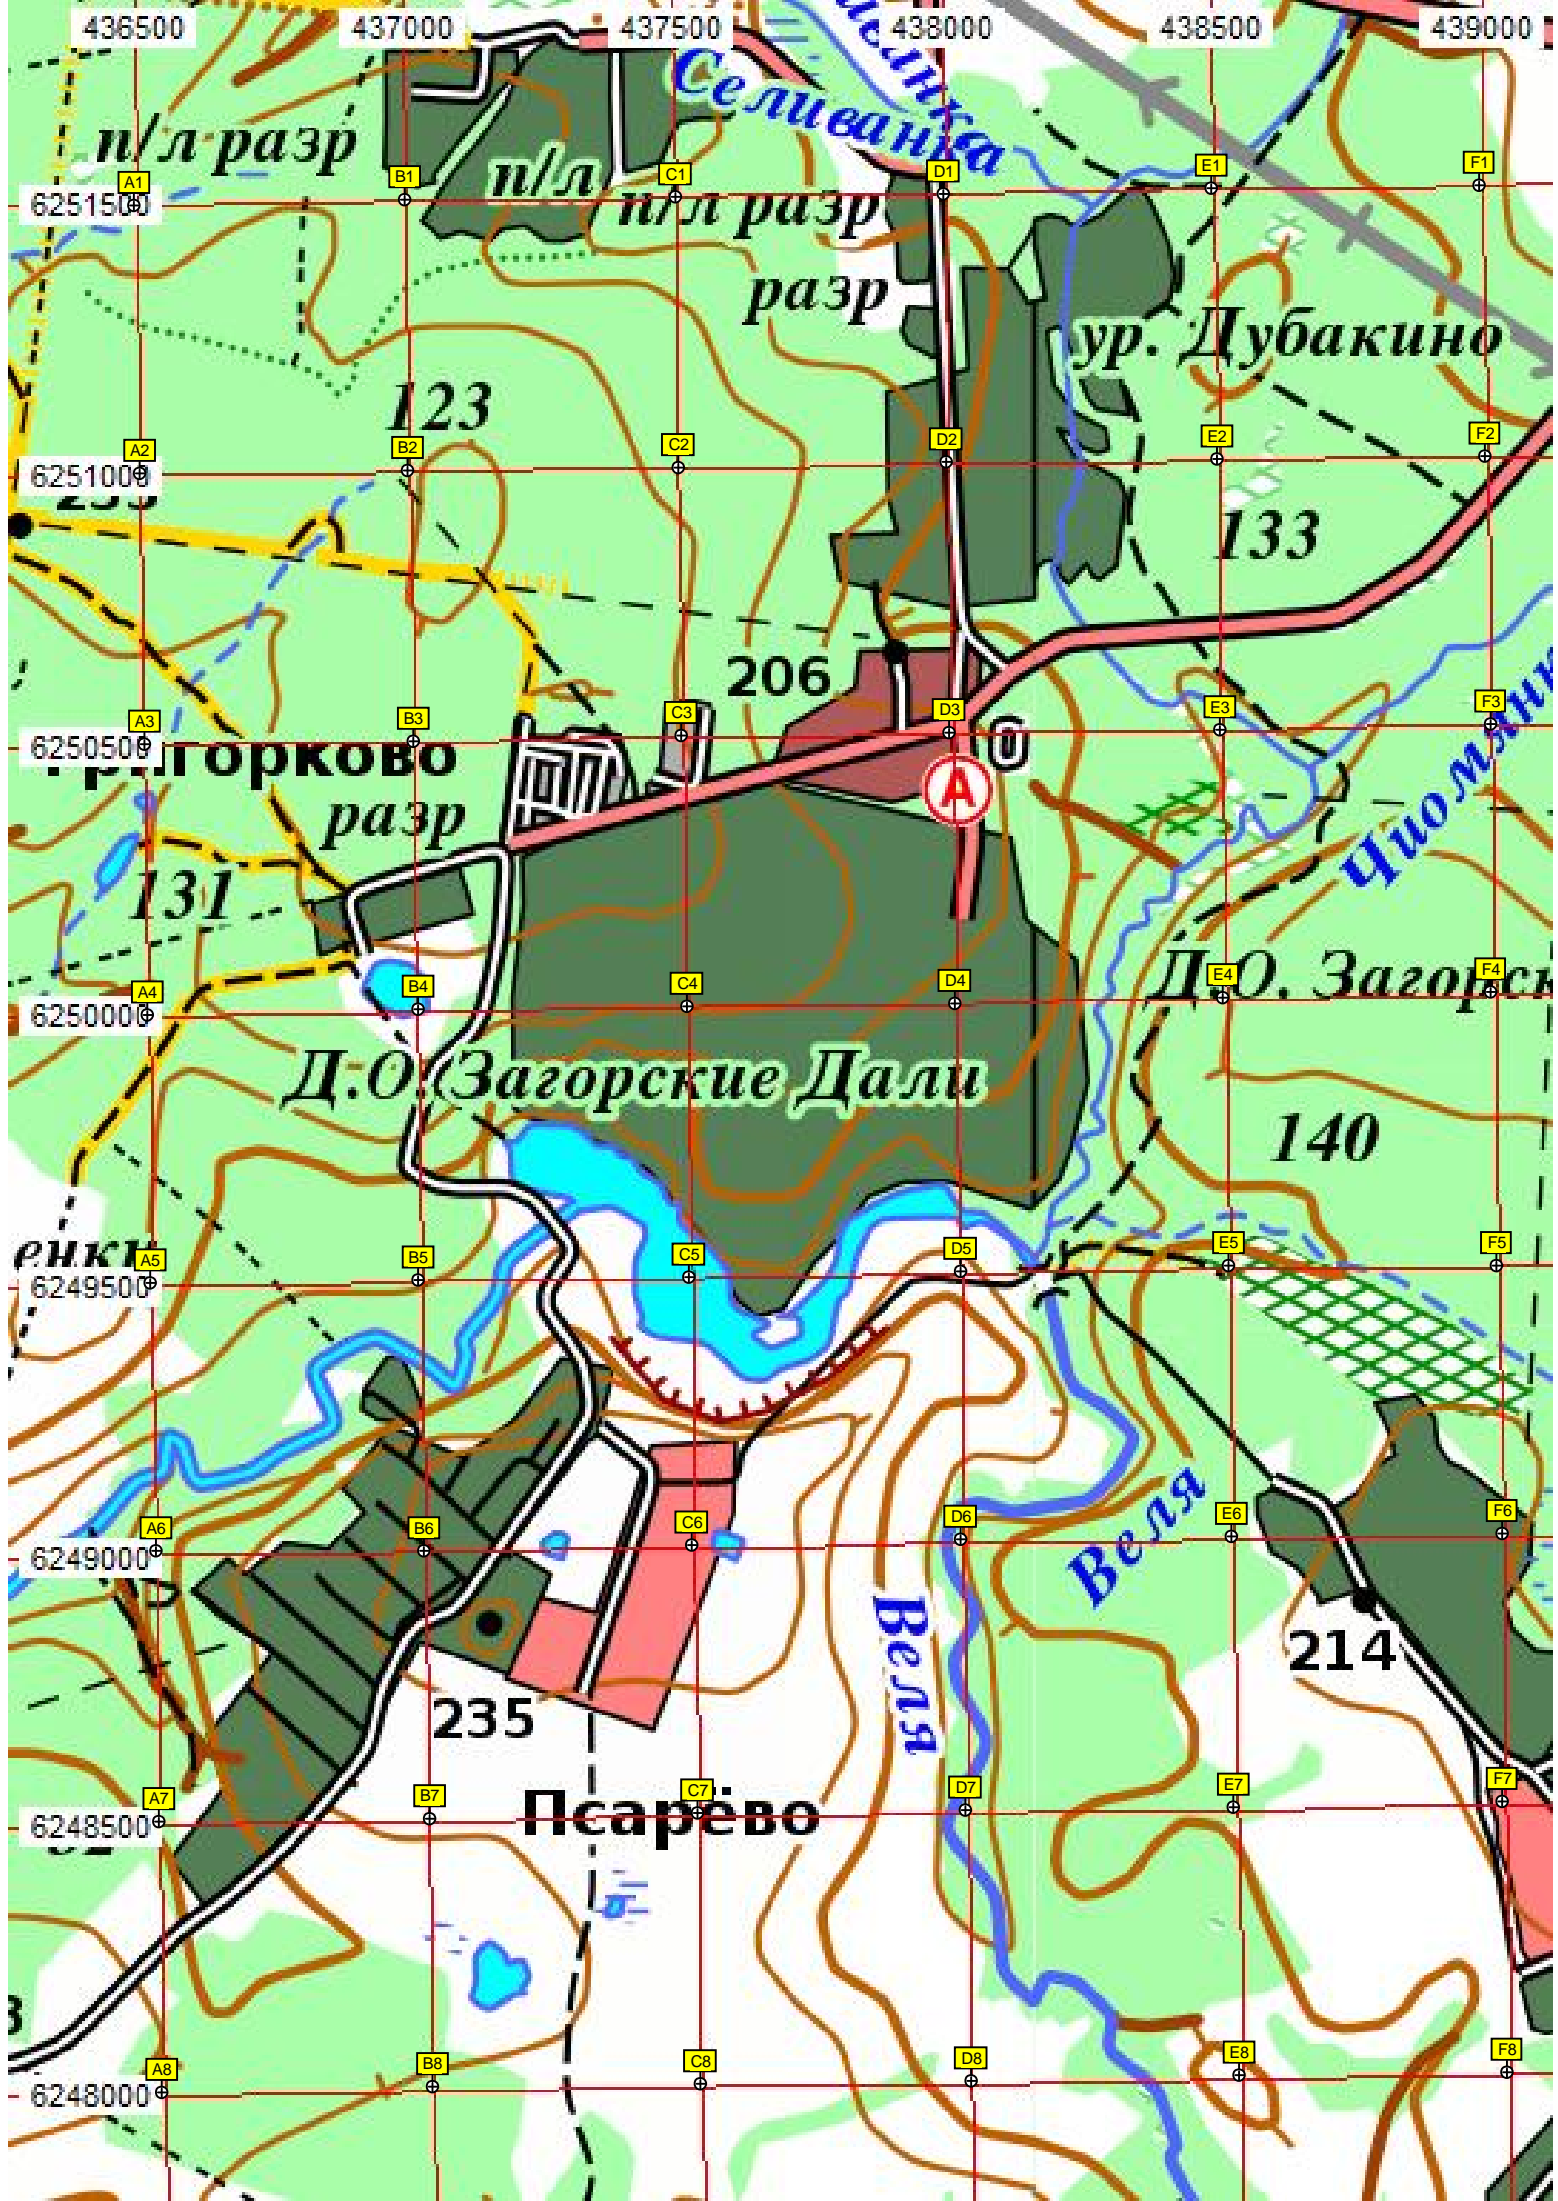 436500 437000 437500 438000 438500 439000
Селиванка
п/л разр
п/л
п/л разр
A1 B1 C1 D1 E1 F1
6251500
разр
ур. Дубакино
123
A2 B2 C2 D2 E2 F2
6251000
133
206
A3 B3 C3 D3 E3 F3
6250500
0
разр
A
Чиомлянк
131
Д.О. Загорск
A4 B4 C4 D4 E4 F4
6250000
Д.О. Загорские Дали
140
енки
A5 B5 C5 D5 E5 F5
6249500
Веля
A6 B6 C6 D6 E6 F6
6249000
Веля
214
235
A7 B7 C7 D7 E7 F7
6248500
Псарёво
A8 B8 C8 D8 E8 F8
6248000